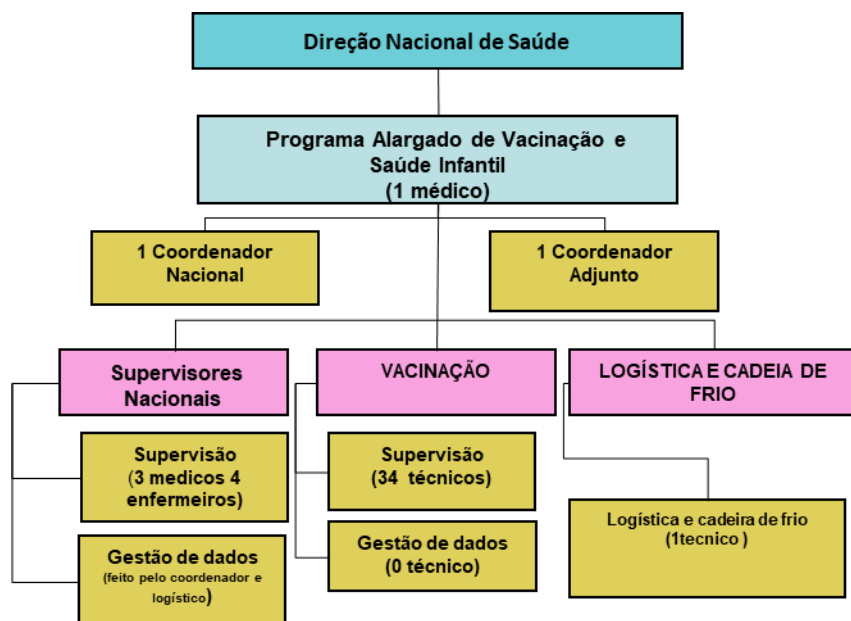 Direção Nacional de Saúde
Programa Alargado de Vacinação e
Saúde Infantil
(1 médico)
1 Coordenador
Nacional
1 Coordenador
Adjunto
Supervisores
Nacionais
VACINAÇÃO
LOGÍSTICA E CADEIA DE
FRIO
Supervisão
(3 medicos 4
enfermeiros)
Supervisão
(34 técnicos)
Logística e cadeira de frio
(1tecnico )
Gestão de dados
(feito pelo coordenador e
logístico)
Gestão de dados
(0 técnico)